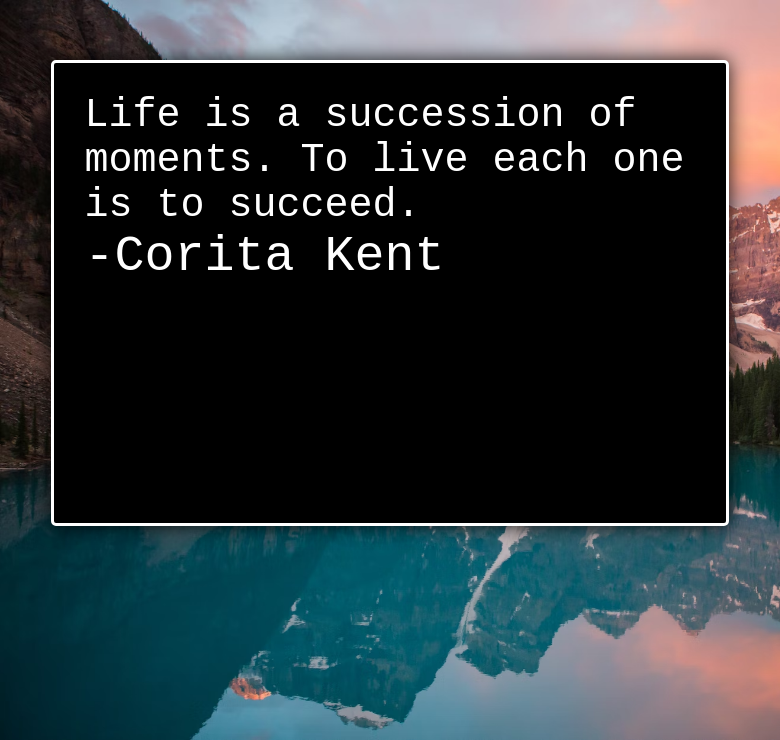 Life is a succession of
moments. To live each one
is to succeed.
-Corita Kent